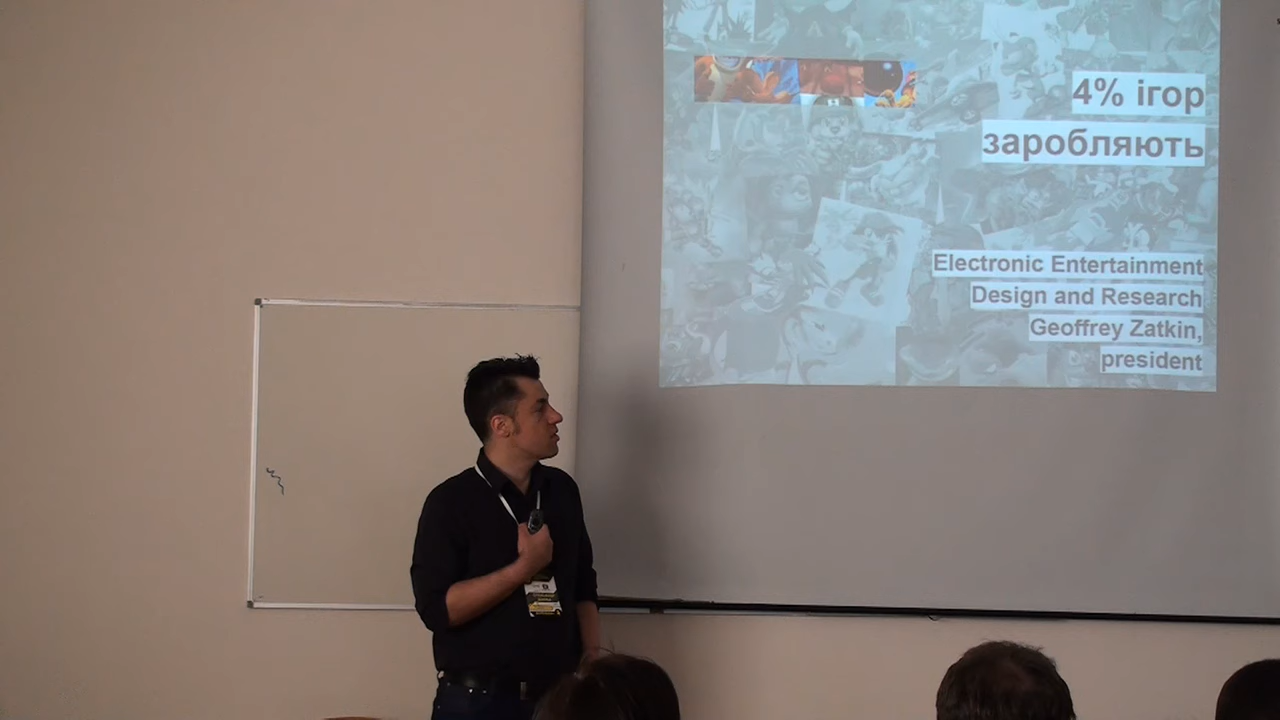 4% ігор
заробляють
Electronic Entertainment
Design and Research
Geoffrey Zatkin,
president